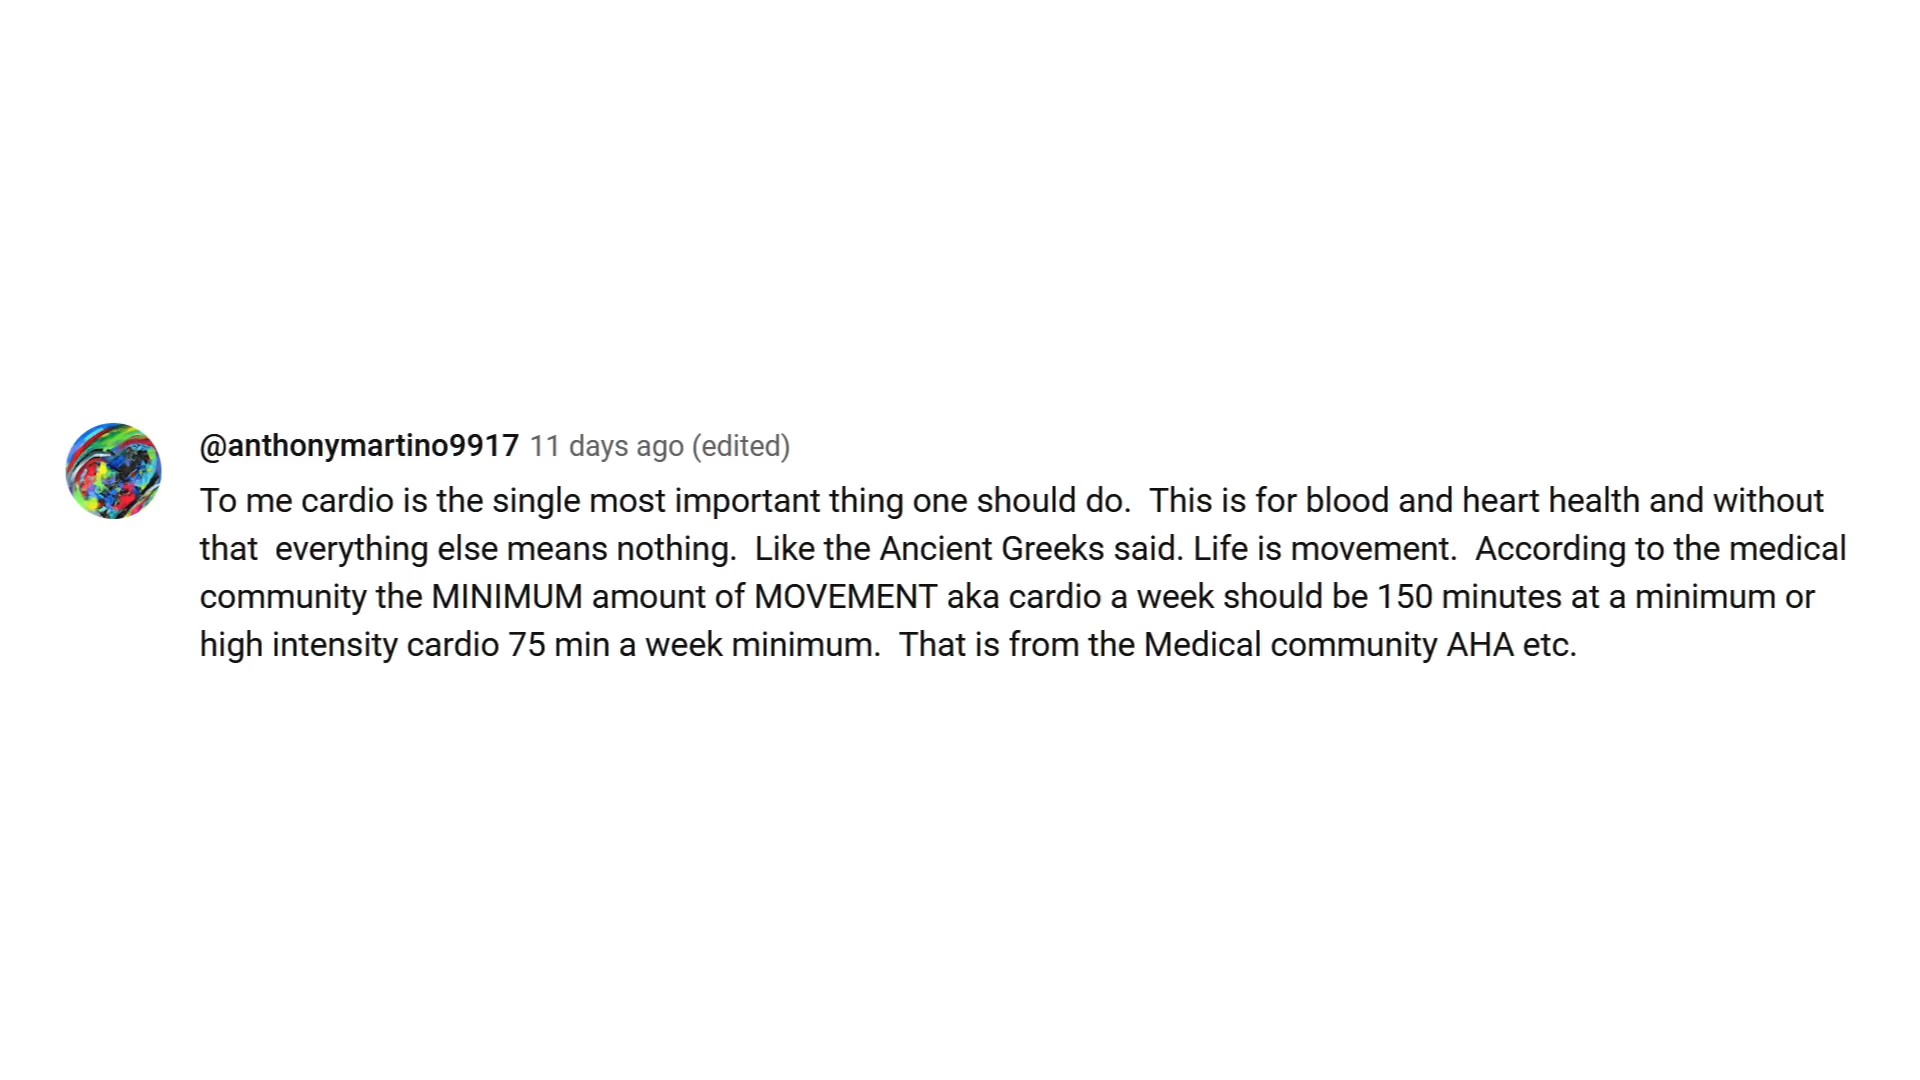 @anthonymartino9917 11 days ago (edited)
To me cardio is the single most important thing one should do.  This is for blood and heart health and without
that  everything else means nothing.  Like the Ancient Greeks said. Life is movement.  According to the medical
community the MINIMUM amount of MOVEMENT aka cardio a week should be 150 minutes at a minimum or
high intensity cardio 75 min a week minimum.  That is from the Medical community AHA etc.